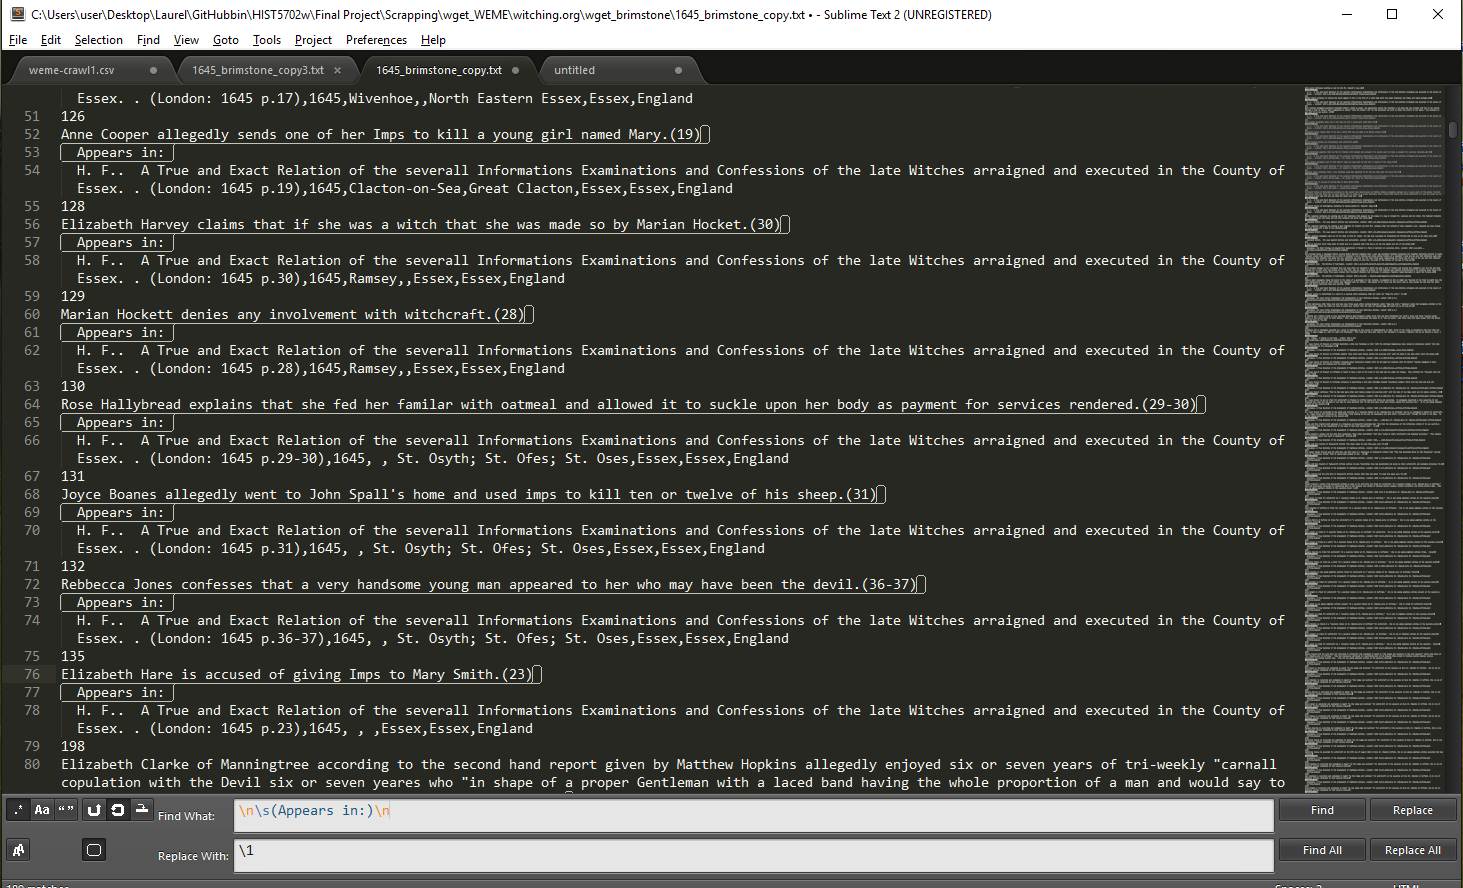 C:\Users\user\Desktop\Laurel\GitHubbin\HIST5702w\Final Project\Scrapping\wget_WEME\witching.org\wget_brimstone\1645_brimstone_copy.txt • - Sublime Text 2 (UNREGISTERED)
File Edit Selection Find View Goto Tools Project Preferences Help
weme-crawl1.csv 1645_brimstone_copy3.txt × 1645_brimstone_copy.txt untitled
Essex. . (London: 1645 p.17),1645,Wivenhoe,,North Eastern Essex,Essex,England
51 126
52 Anne Cooper allegedly sends one of her Imps to kill a young girl named Mary.(19)
53 Appears in:
54 H. F.. A True and Exact Relation of the severall Informations Examinations and Confessions of the late Witches arraigned and executed in the County of
Essex. . (London: 1645 p.19),1645,Clacton-on-Sea,Great Clacton,Essex,Essex,England
55 128
56 Elizabeth Harvey claims that if she was a witch that she was made so by Marian Hocket.(30)
57 Appears in:
58 H. F.. A True and Exact Relation of the severall Informations Examinations and Confessions of the late Witches arraigned and executed in the County of
Essex. . (London: 1645 p.30),1645,Ramsey,,Essex,Essex,England
59 129
60 Marian Hockett denies any involvement with witchcraft.(28)
61 Appears in:
62 H. F.. A True and Exact Relation of the severall Informations Examinations and Confessions of the late Witches arraigned and executed in the County of
Essex. . (London: 1645 p.28),1645,Ramsey,,Essex,Essex,England
63 130
64 Rose Hallybread explains that she fed her familar with oatmeal and allowed it to suckle upon her body as payment for services rendered.(29-30)
65 Appears in:
66 H. F.. A True and Exact Relation of the severall Informations Examinations and Confessions of the late Witches arraigned and executed in the County of
Essex. . (London: 1645 p.29-30),1645, , St. Osyth; St. Ofes; St. Oses,Essex,Essex,England
67 131
68 Joyce Boanes allegedly went to John Spall's home and used imps to kill ten or twelve of his sheep.(31)
69 Appears in:
70 H. F.. A True and Exact Relation of the severall Informations Examinations and Confessions of the late Witches arraigned and executed in the County of
Essex. . (London: 1645 p.31),1645, , St. Osyth; St. Ofes; St. Oses,Essex,Essex,England
71 132
72 Rebbecca Jones confesses that a very handsome young man appeared to her who may have been the devil.(36-37)
73 Appears in:
74 H. F.. A True and Exact Relation of the severall Informations Examinations and Confessions of the late Witches arraigned and executed in the County of
Essex. . (London: 1645 p.36-37),1645, , St. Osyth; St. Ofes; St. Oses,Essex,Essex,England
75 135
76 Elizabeth Hare is accused of giving Imps to Mary Smith.(23)
77 Appears in:
78 H. F.. A True and Exact Relation of the severall Informations Examinations and Confessions of the late Witches arraigned and executed in the County of
Essex. . (London: 1645 p.23),1645, , ,Essex,Essex,England
79 198
80 Elizabeth Clarke of Manningtree according to the second hand report given by Matthew Hopkins allegedly enjoyed six or seven years of tri-weekly "carnall
copulation with the Devil six or seven yeares who "in shape of a proper Gentleman with a laced band having the whole proportion of a man and would say to
.* Aa “” Find What: \n\s(Appears in:)\n Find Replace
Replace With: \1 Find All Replace All